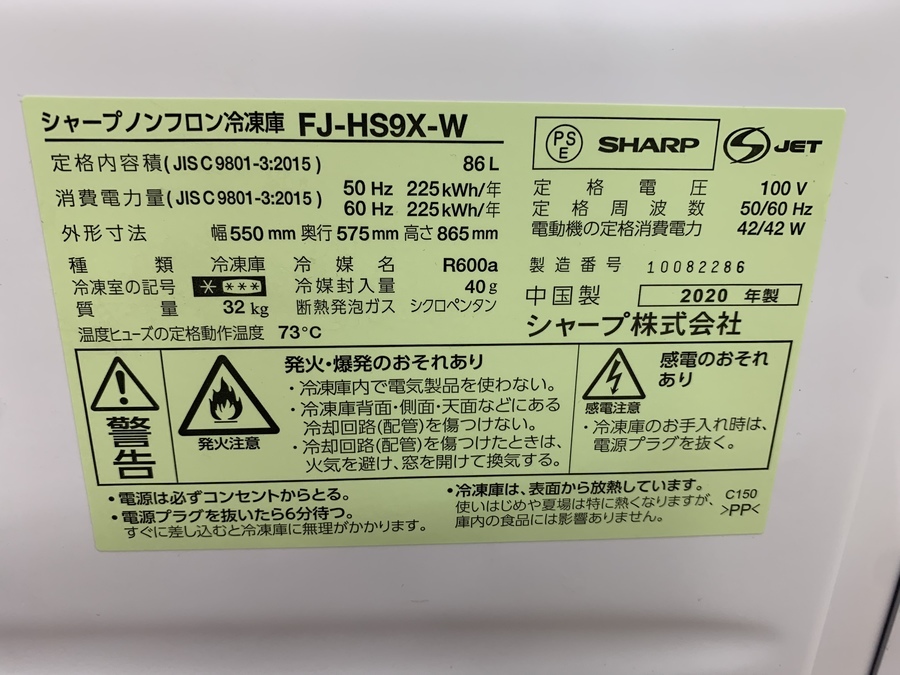 シャープノンフロン冷凍庫 FJ-HS9X-W
定格内容積(JIS C 9801-3:2015) 86 L
消費電力量(JIS C 9801-3:2015) 50 Hz 225 kWh/年
60 Hz 225 kWh/年
外形寸法 幅 550 mm 奥行 575 mm 高さ 865 mm
種類 冷凍庫 冷媒名 R600a
冷凍室の記号 * *** 冷媒封入量 40 g
質量 32 kg 断熱発泡ガス シクロペンタン
温度ヒューズの定格動作温度 73℃
PS
E
SHARP
S JET
定格電圧 100 V
定格周波数 50/60 Hz
電動機の定格消費電力 42/42 W
製造番号 10082286
中国製 2020 年製
シャープ株式会社
警告
発火注意
発火・爆発のおそれあり
・冷凍庫内で電気製品を使わない。
・冷凍庫背面・側面・天面などにある
冷却回路(配管)を傷つけない。
・冷却回路(配管)を傷つけたときは、
火気を避け、窓を開けて換気する。
感電注意
感電のおそれ
あり
・冷凍庫のお手入れ時は、
電源プラグを抜く。
・電源は必ずコンセントからとる。
・電源プラグを抜いたら6分待つ。
すぐに差し込むと冷凍庫に無理がかかります。
・冷凍庫は、表面から放熱しています。
使いはじめや夏場は特に熱くなりますが、
庫内の食品には影響ありません。
C150
>PP<